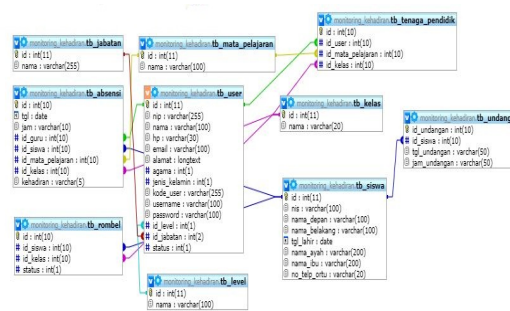 monitoring_kehadiran.tb_jabatan
id : int(11)
nama : varchar(255)
monitoring_kehadiran.tb_mata_pelajaran
id : int(11)
nama : varchar(100)
monitoring_kehadiran.tb_tenaga_pendidik
id : int(10)
id_user : int(10)
id_mata_pelajaran : int(10)
id_kelas : int(10)
monitoring_kehadiran.tb_absensi
id : int(10)
tgl : date
jam : varchar(10)
id_guru : int(10)
id_siswa : int(10)
id_mata_pelajaran : int(10)
id_kelas : int(10)
kehadiran : varchar(5)
monitoring_kehadiran.tb_user
id : int(11)
nip : varchar(255)
nama : varchar(100)
hp : varchar(30)
email : varchar(100)
alamat : longtext
agama : int(1)
jenis_kelamin : int(1)
kode_user : varchar(255)
username : varchar(100)
password : varchar(100)
id_level : int(1)
id_jabatan : int(2)
status : int(1)
monitoring_kehadiran.tb_kelas
id : int(11)
nama : varchar(20)
monitoring_kehadiran.tb_undang
id_undangan : int(10)
id_siswa : int(10)
tgl_undangan : varchar(50)
jam_undangan : varchar(50)
monitoring_kehadiran.tb_siswa
id : int(11)
nis : varchar(100)
nama_depan : varchar(100)
nama_belakang : varchar(100)
tgl_lahir : date
nama_ayah : varchar(200)
nama_ibu : varchar(200)
no_telp_ortu : varchar(20)
monitoring_kehadiran.tb_rombel
id : int(10)
id_siswa : int(10)
id_kelas : int(10)
status : int(1)
monitoring_kehadiran.tb_level
id : int(11)
nama : varchar(100)